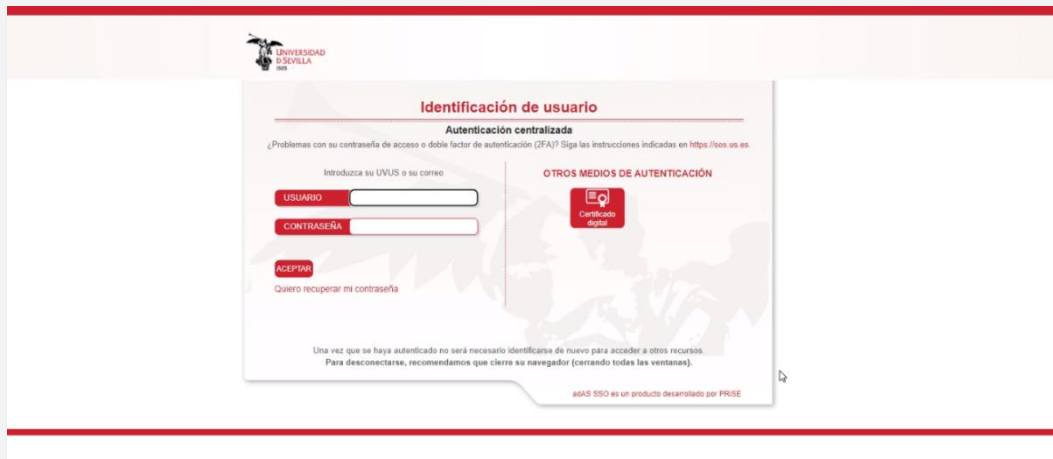 UNIVERSIDAD
D SEVILLA
1505
Identificación de usuario
Autenticación centralizada
¿Problemas con su contraseña de acceso o doble factor de autenticación (2FA)? Siga las instrucciones indicadas en https://sos.us.es.
Introduzca su UVUS o su correo
USUARIO
CONTRASEÑA
ACEPTAR
Quiero recuperar mi contraseña
OTROS MEDIOS DE AUTENTICACIÓN
Certificado
digital
Una vez que se haya autenticado no será necesario identificarse de nuevo para acceder a otros recursos.
Para desconectarse, recomendamos que cierre su navegador (cerrando todas las ventanas).
adAS SSO es un producto desarrollado por PRiSE